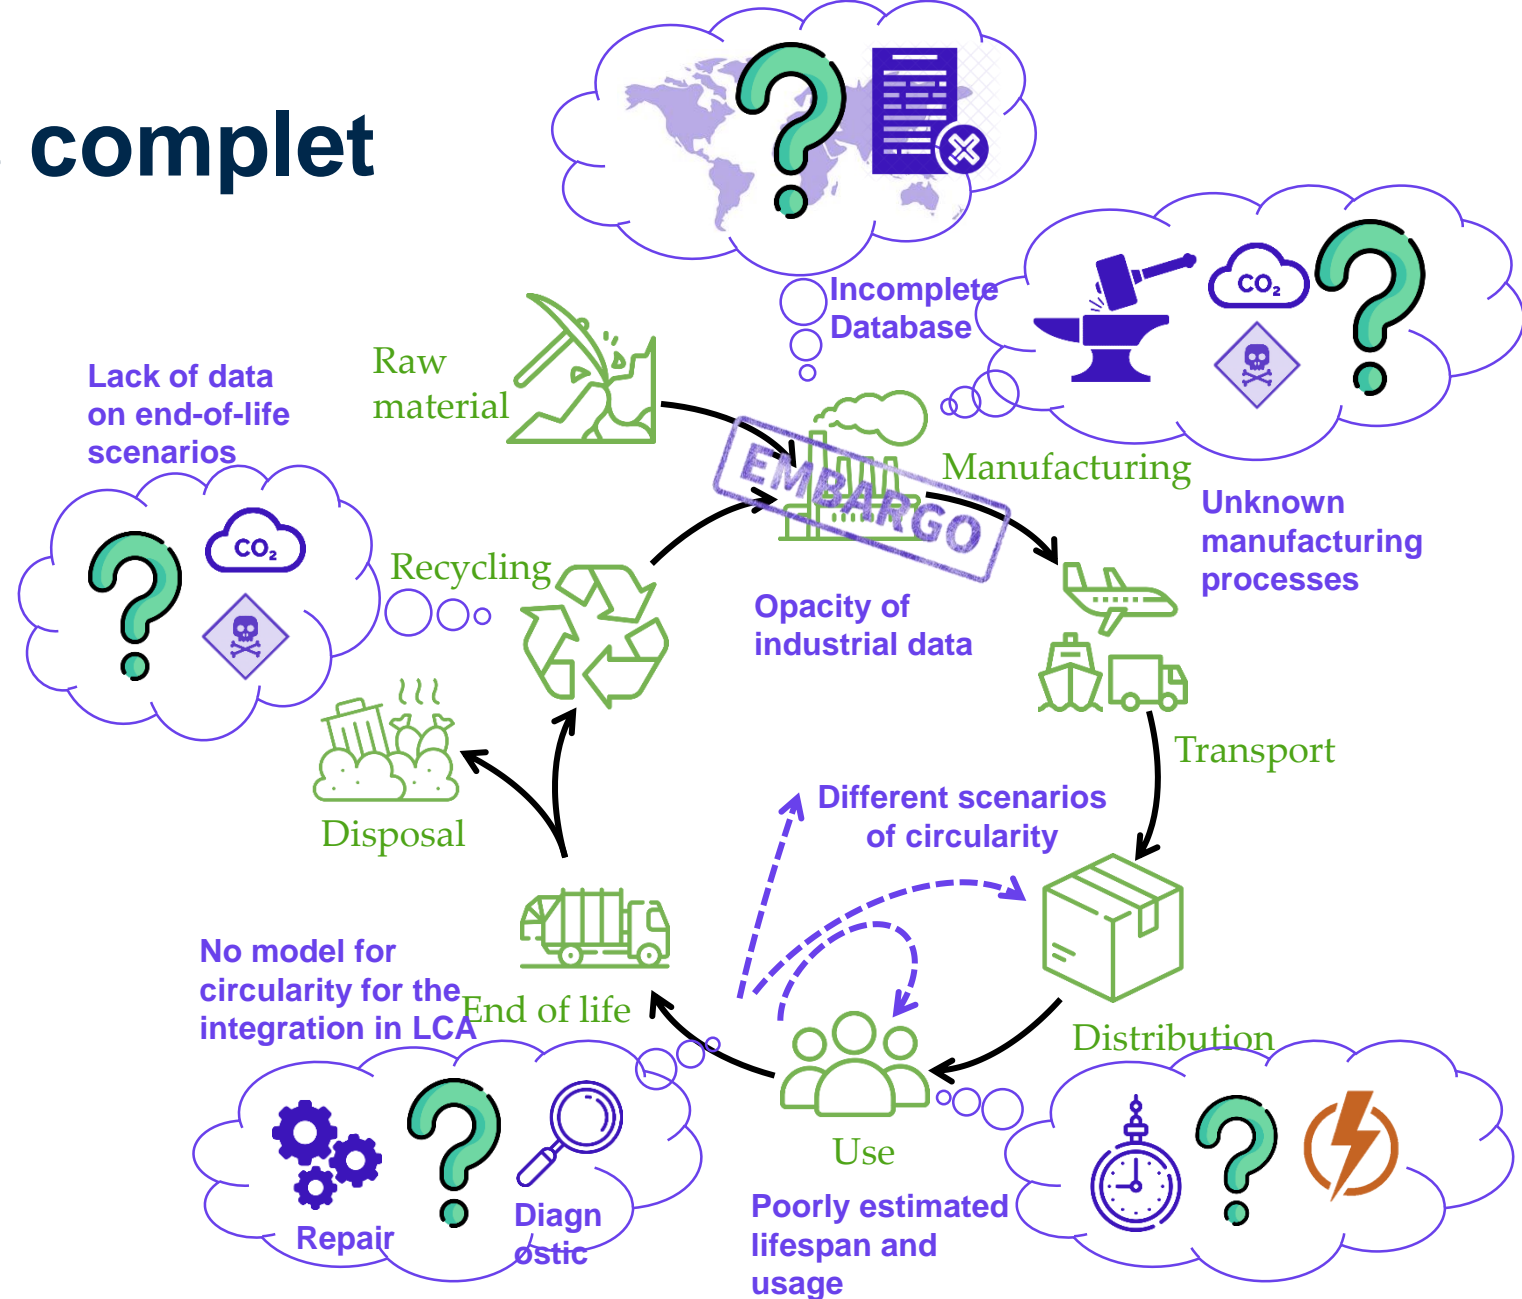 complet
Incomplete
Database
CO₂
Raw
material
Lack of data
on end-of-life
scenarios
EMBARGO
Manufacturing
Unknown
manufacturing
processes
CO₂
Recycling
Opacity of
industrial data
Transport
Different scenarios
of circularity
Disposal
No model for
circularity for the
integration in LCA
End of life
Distribution
Use
Repair
Diagn
ostic
Poorly estimated
lifespan and
usage